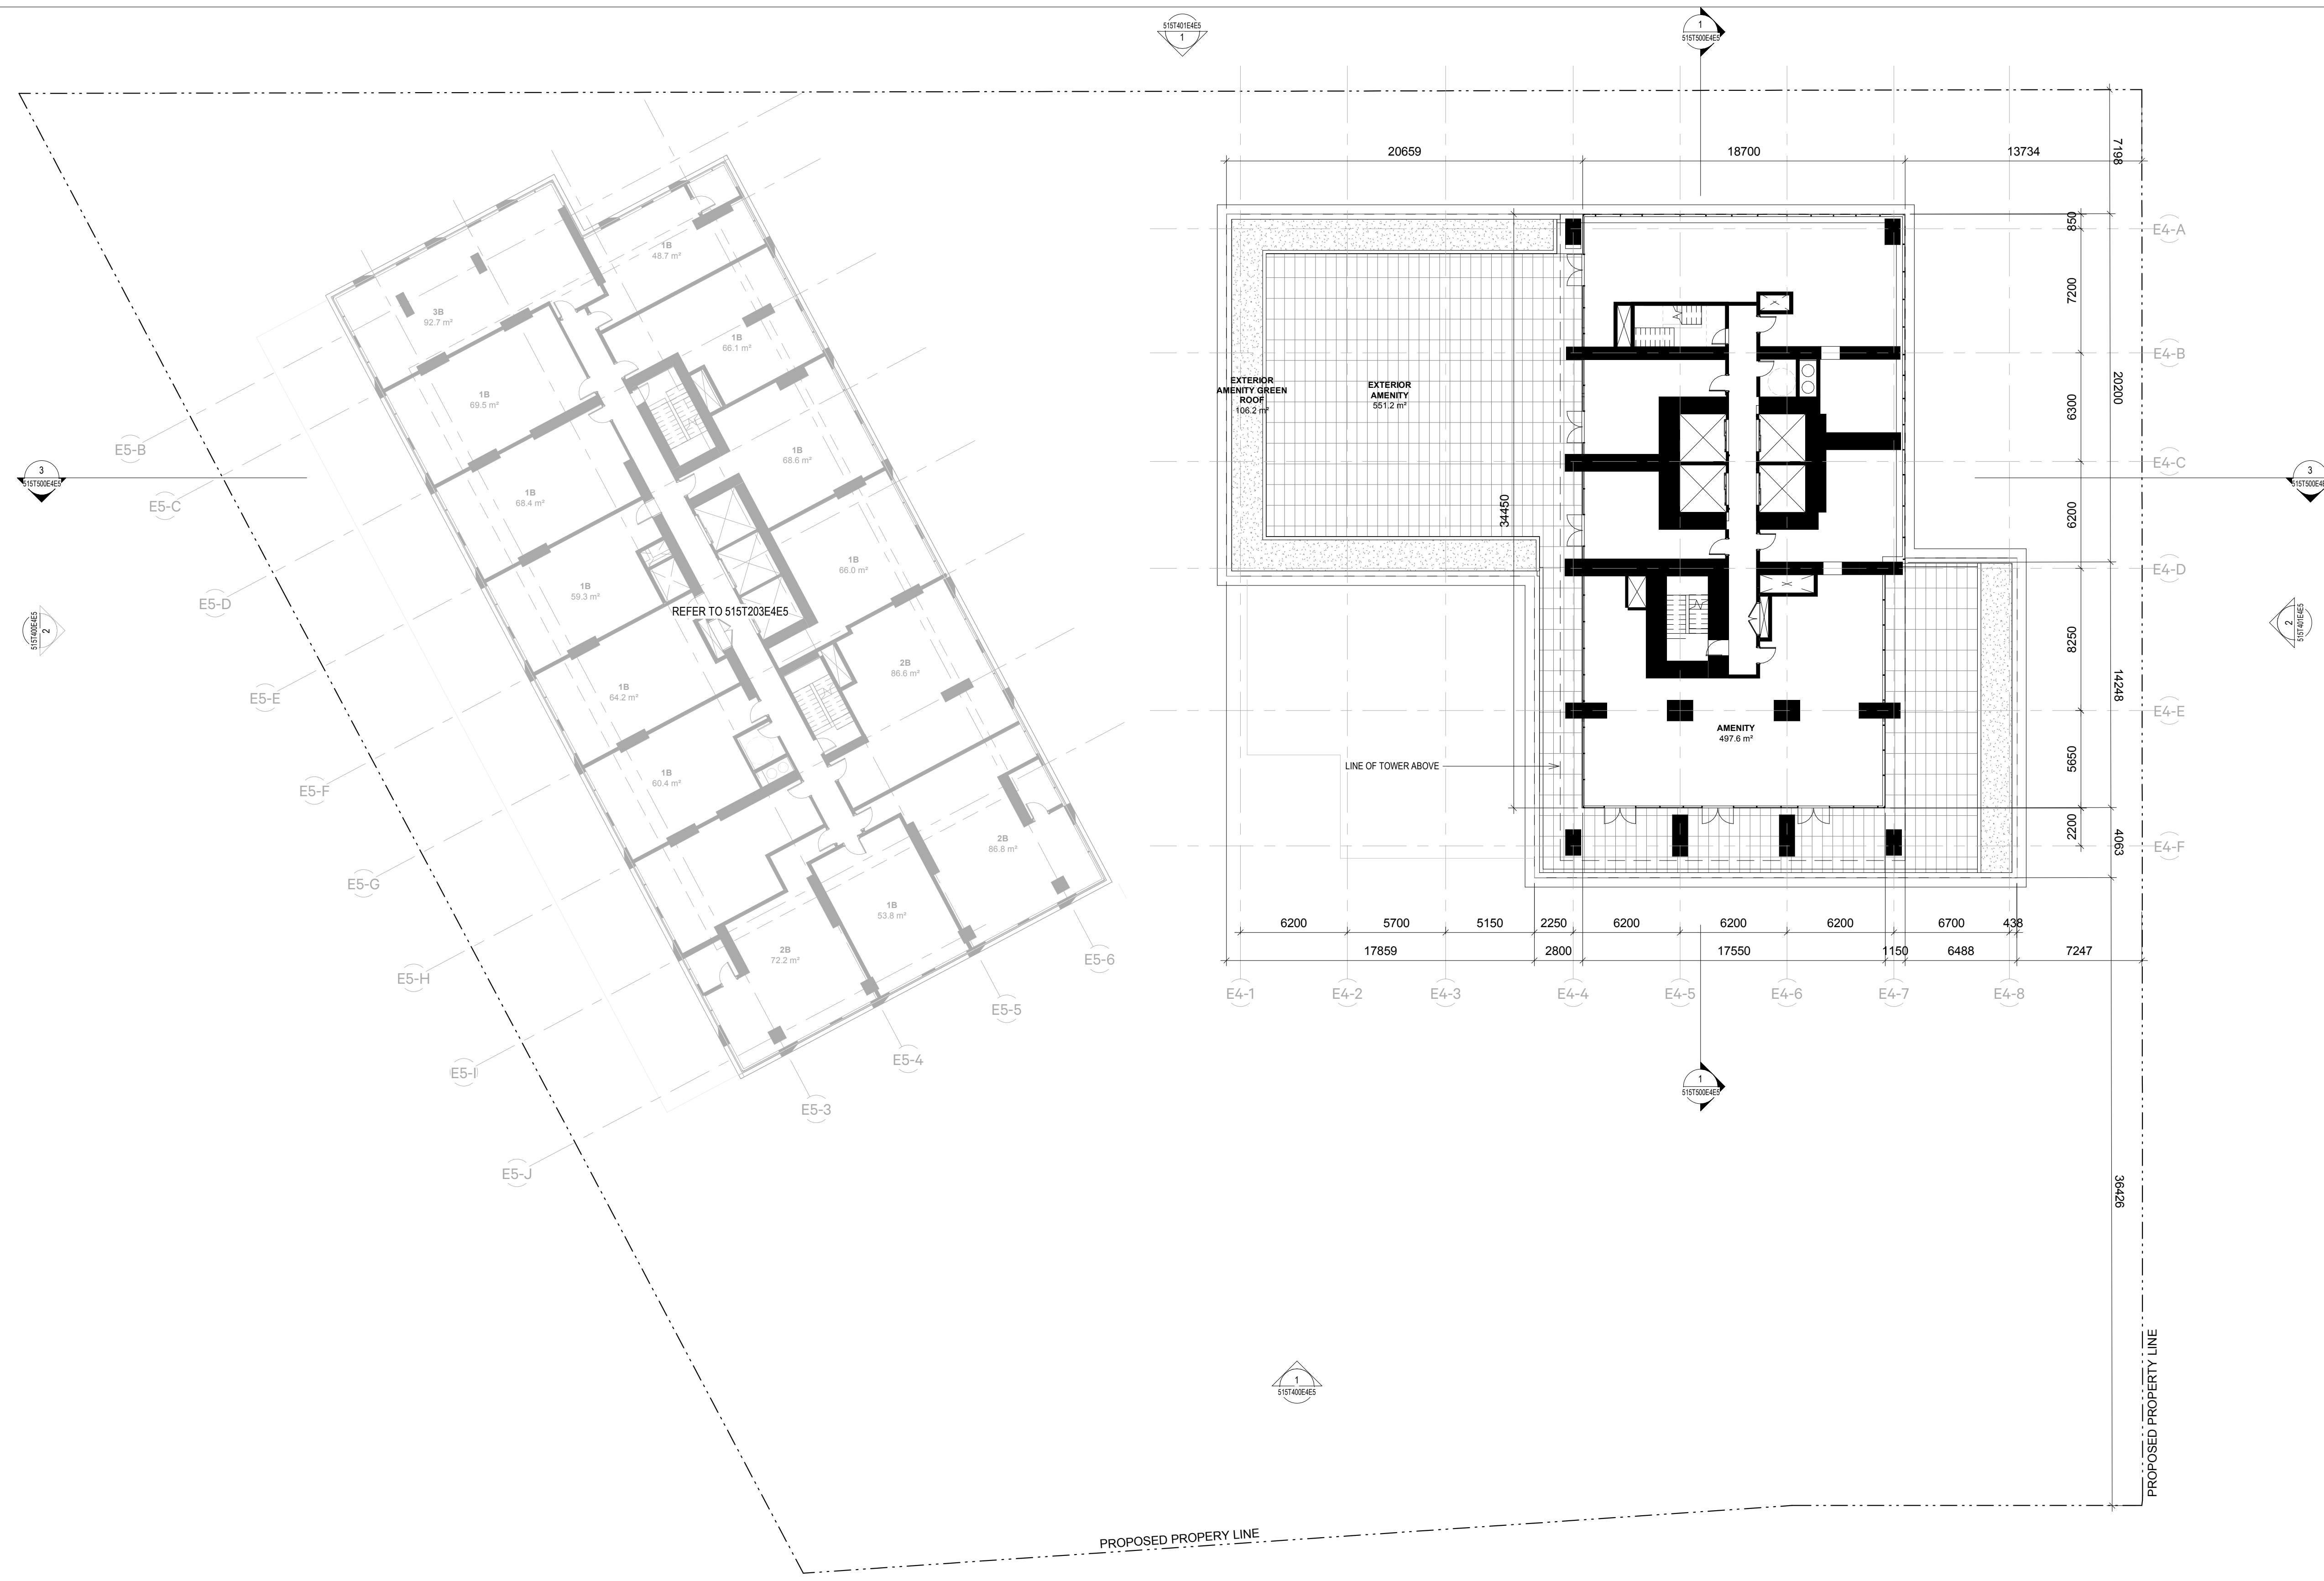 515T401E4E5
1
1
515T500E4E5
20659
18700
13734
7198
850
E4-A
7200
E4-B
20200
6300
E4-C
6200
E4-D
8250
14248
E4-E
5650
2200
4063
E4-F
34450
36426
EXTERIOR
AMENITY GREEN
ROOF
106.2 m²
EXTERIOR
AMENITY
551.2 m²
AMENITY
497.6 m²
LINE OF TOWER ABOVE
6200
5700
5150
2250
6200
6200
6200
6700
438
17859
2800
17550
1150
6488
7247
E4-1
E4-2
E4-3
E4-4
E4-5
E4-6
E4-7
E4-8
1B
48.7 m²
3B
92.7 m²
1B
66.1 m²
1B
69.5 m²
1B
68.6 m²
1B
68.4 m²
1B
66.0 m²
1B
59.3 m²
REFER TO 515T203E4E5
2B
86.6 m²
1B
64.2 m²
1B
60.4 m²
2B
86.8 m²
1B
53.8 m²
2B
72.2 m²
E5-B
E5-C
E5-D
E5-E
E5-F
E5-G
E5-H
E5-I
E5-J
E5-3
E5-4
E5-5
E5-6
3
515T500E4E5
2
515T400E4E5
3
515T500E4E
2
515T401E4E5
1
515T500E4E5
1
515T400E4E5
PROPOSED PROPERTY LINE
PROPOSED PROPERY LINE